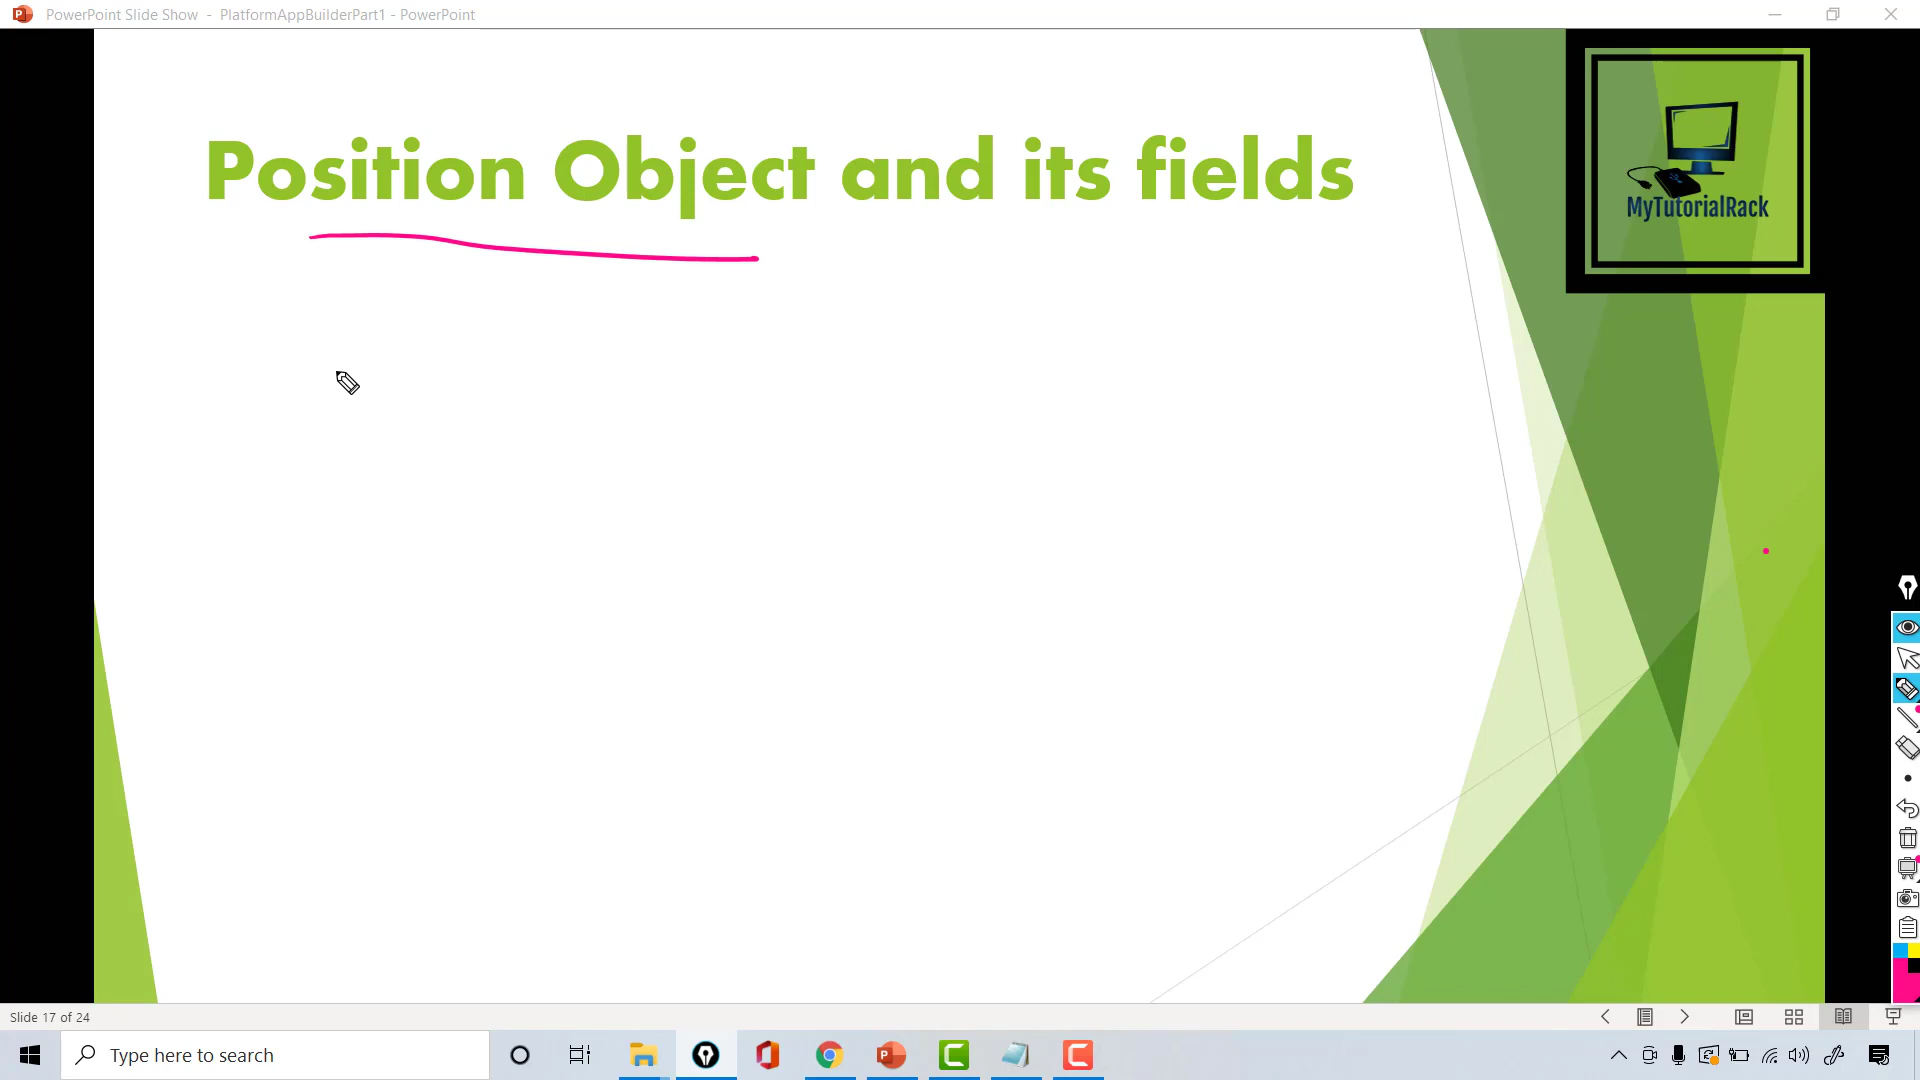 PowerPoint Slide Show - PlatformAppBuilderPart1 - PowerPoint
Position Object and its fields
MyTutorialRack
Slide 17 of 24
Type here to search